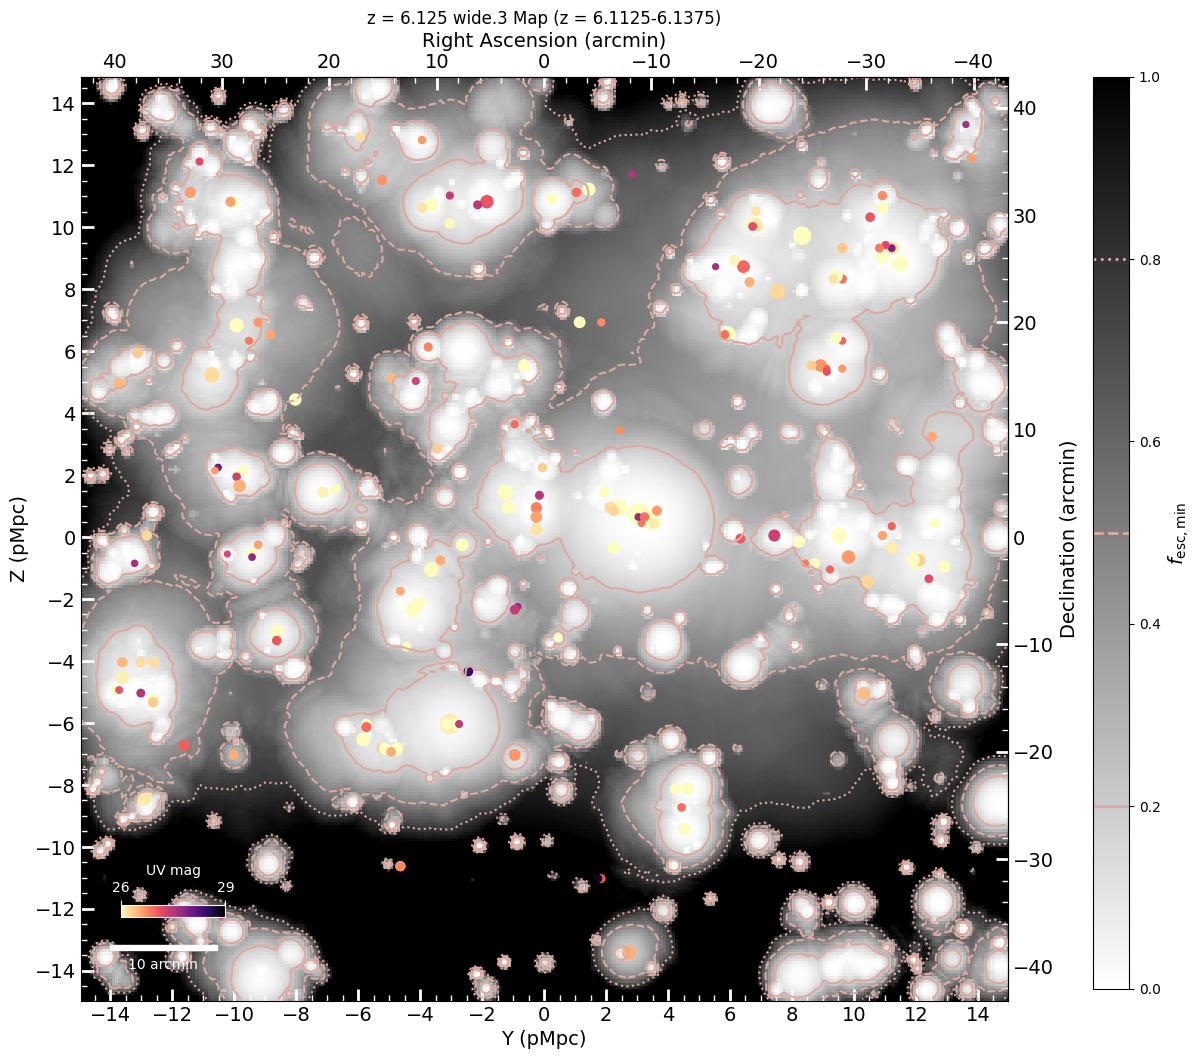 z = 6.125 wide.3 Map (z = 6.1125-6.1375)
Right Ascension (arcmin)
40 30 20 10 0 −10 −20 −30 −40
14 12 10 8 6 4 2 0 −2 −4 −6 −8 −10 −12 −14
Z (pMpc)
40 30 20 10 0 −10 −20 −30 −40
Declination (arcmin)
1.0 0.8 0.6 0.4 0.2 0.0
fesc,min
UV mag
26 29
10 arcmin
−14 −12 −10 −8 −6 −4 −2 0 2 4 6 8 10 12 14
Y (pMpc)